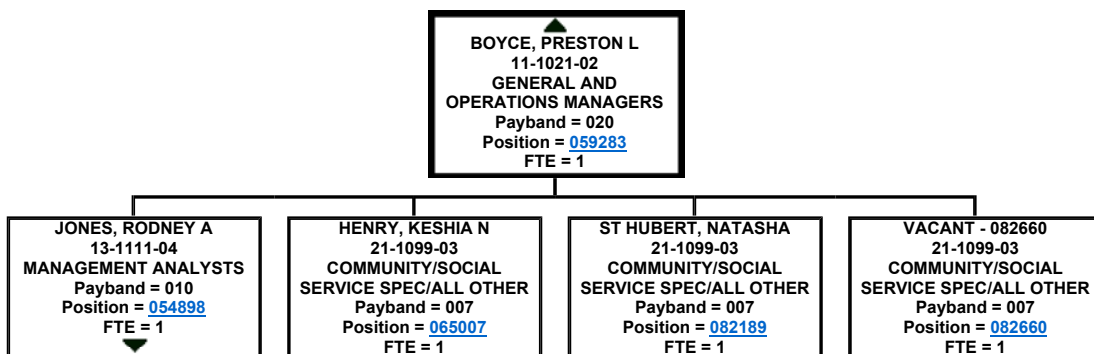 BOYCE, PRESTON L
11-1021-02
GENERAL AND
OPERATIONS MANAGERS
Payband = 020
Position = 059283
FTE = 1
JONES, RODNEY A
13-1111-04
MANAGEMENT ANALYSTS
Payband = 010
Position = 054898
FTE = 1
HENRY, KESHIA N
21-1099-03
COMMUNITY/SOCIAL
SERVICE SPEC/ALL OTHER
Payband = 007
Position = 065007
FTE = 1
ST HUBERT, NATASHA
21-1099-03
COMMUNITY/SOCIAL
SERVICE SPEC/ALL OTHER
Payband = 007
Position = 082189
FTE = 1
VACANT - 082660
21-1099-03
COMMUNITY/SOCIAL
SERVICE SPEC/ALL OTHER
Payband = 007
Position = 082660
FTE = 1